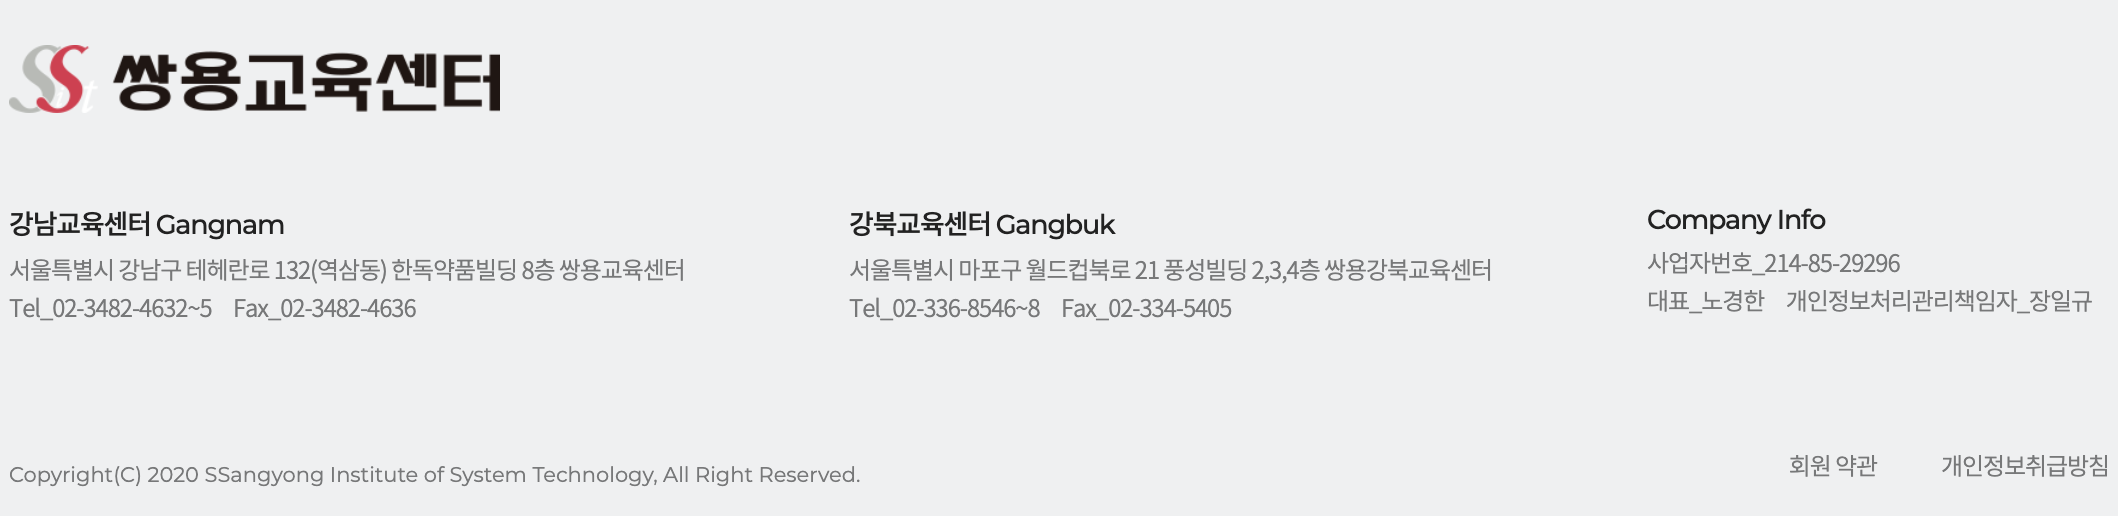 SSist 쌍용교육센터
강남교육센터 Gangnam
서울특별시 강남구 테헤란로 132(역삼동) 한독약품빌딩 8층 쌍용교육센터
Tel_02-3482-4632~5 Fax_02-3482-4636
강북교육센터 Gangbuk
서울특별시 마포구 월드컵북로 21 풍성빌딩 2,3,4층 쌍용강북교육센터
Tel_02-336-8546~8 Fax_02-334-5405
Company Info
사업자번호_214-85-29296
대표_노경한 개인정보처리관리책임자_장일규
Copyright(C) 2020 SSangyong Institute of System Technology, All Right Reserved.
회원 약관 개인정보취급방침